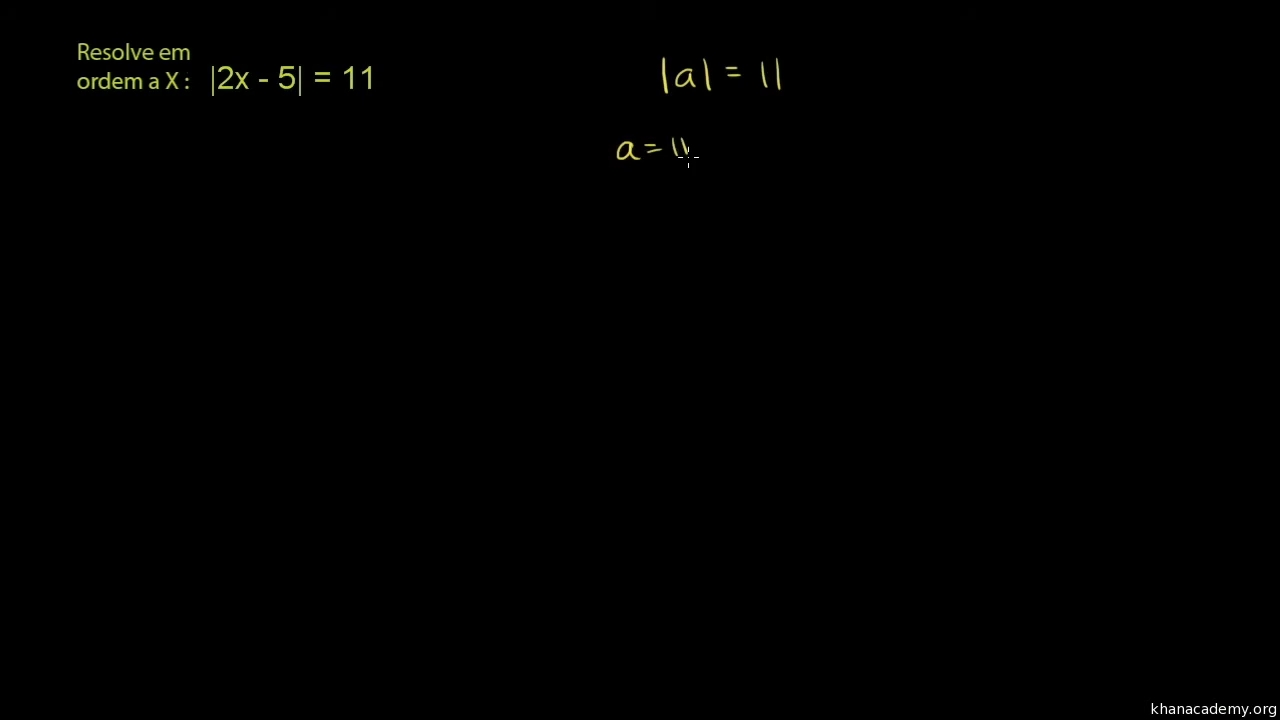 Resolve em
ordem a X : |2x - 5| = 11
|a| = 11
a = 11
khanacademy.org